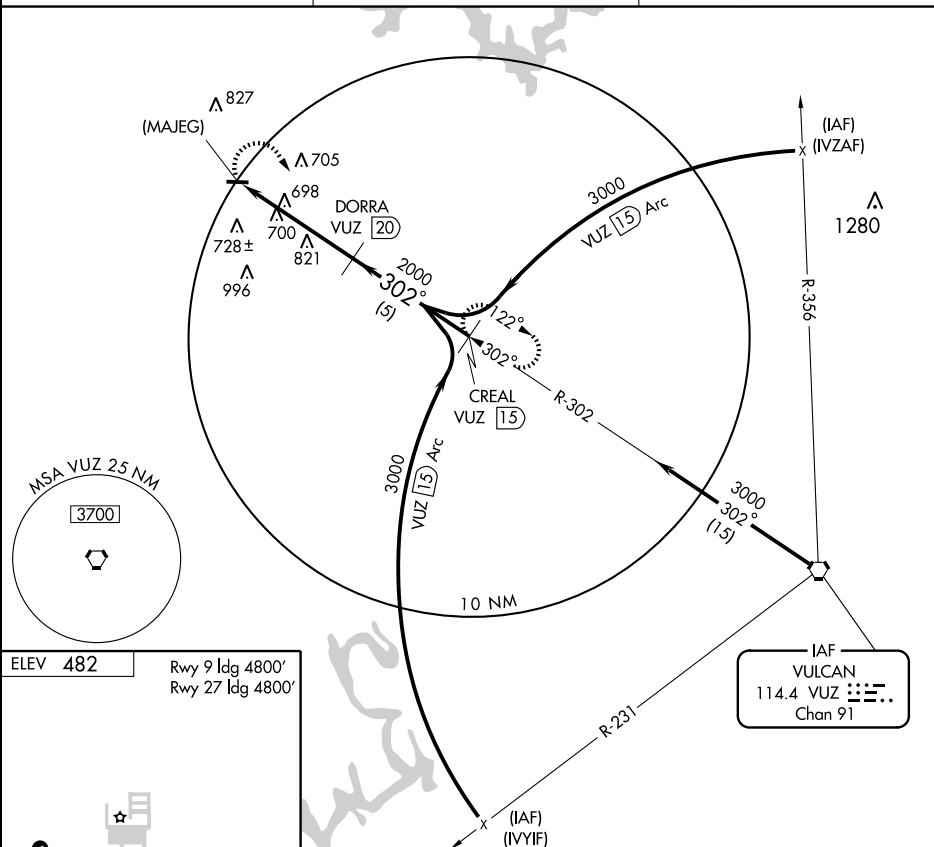 827
(MAJEG)
705
698
700
728±
821
996
DORRA
VUZ 20
2000
302°
(5)
122°
302°
CREAL
VUZ 15
3000
VUZ 15 Arc
(IAF)
(IVZAF)
1280
R-356
R-302
3000
302°
(15)
3000
VUZ 15 Arc
10 NM
MSA VUZ 25 NM
3700
IAF
VULCAN
114.4 VUZ
Chan 91
R-231
(IAF)
(IVYIF)
ELEV 482
Rwy 9 ldg 4800'
Rwy 27 ldg 4800'